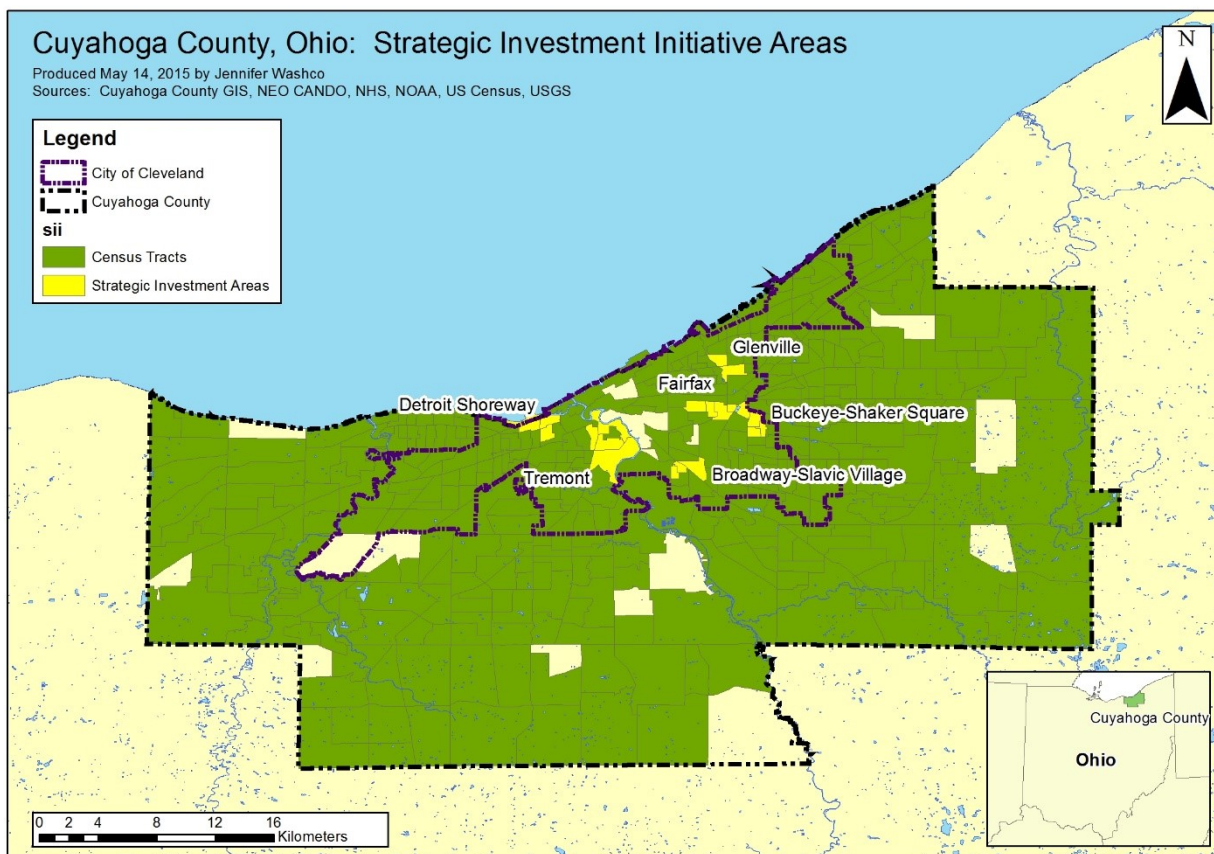 Cuyahoga County, Ohio: Strategic Investment Initiative Areas
Produced May 14, 2015 by Jennifer Washco
Sources: Cuyahoga County GIS, NEO CANDO, NHS, NOAA, US Census, USGS
N
Legend
City of Cleveland
Cuyahoga County
sii
Census Tracts
Strategic Investment Areas
Glenville
Fairfax
Detroit Shoreway
Buckeye-Shaker Square
Tremont
Broadway-Slavic Village
Cuyahoga County
Ohio
0 2 4 8 12 16
Kilometers